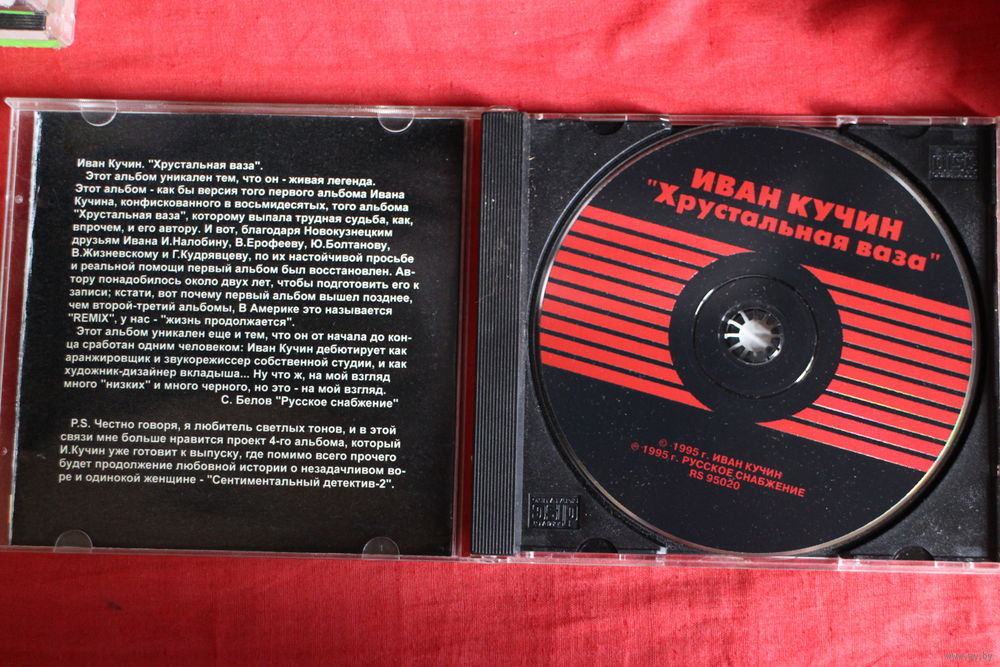 Иван Кучин. "Хрустальная ваза".
Этот альбом уникален тем, что он - живая легенда.
Этот альбом - как бы версия того первого альбома Ивана
Кучина, конфискованного в восьмидесятых, того альбома
"Хрустальная ваза", которому выпала трудная судьба, как,
впрочем, и его автору. И вот, благодаря Новокузнецким
друзьям Ивана И.Налобину, В.Ерофееву, Ю.Болтанову,
В.Жизневскому и Г.Кудрявцеву, по их настойчивой просьбе
и реальной помощи первый альбом был восстановлен. Ав-
тору понадобилось около двух лет, чтобы подготовить его к
записи; кстати, вот почему первый альбом вышел позднее,
чем второй-третий альбомы, В Америке это называется
"REMIX", у нас - "жизнь продолжается".
Этот альбом уникален еще и тем, что он от начала до кон-
ца сработан одним человеком: Иван Кучин дебютирует как
аранжировщик и звукорежиссер собственной студии, и как
художник-дизайнер вкладыша... Ну что ж, на мой взгляд
много "низких" и много черного, но это - на мой взгляд.
С. Белов "Русское снабжение"
P.S. Честно говоря, я любитель светлых тонов, и в этой
связи мне больше нравится проект 4-го альбома, который
И.Кучин уже готовит к выпуску, где помимо всего прочего
будет продолжение любовной истории о незадачливом во-
ре и одинокой женщине - "Сентиментальный детектив-2".
ИВАН КУЧИН
"Хрустальная ваза"
© 1995 г. ИВАН КУЧИН
℗ 1995 г. РУССКОЕ СНАБЖЕНИЕ
RS 95020